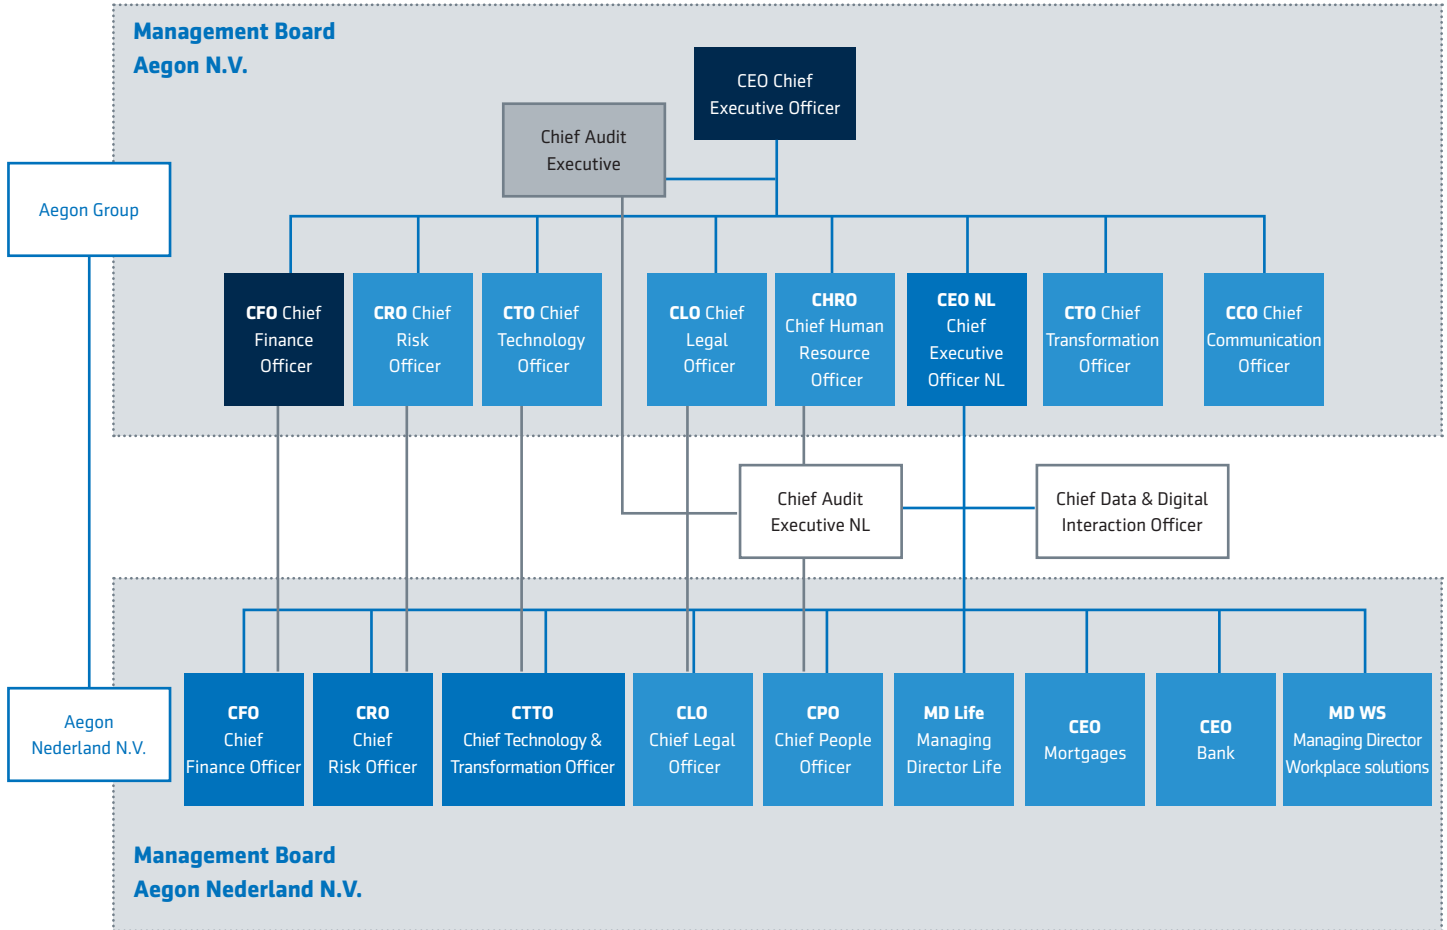 Management Board
Aegon N.V.
CEO Chief
Executive Officer
Chief Audit
Executive
Aegon Group
CFO Chief
Finance
Officer
CRO Chief
Risk
Officer
CTO Chief
Technology
Officer
CLO Chief
Legal
Officer
CHRO
Chief Human
Resource
Officer
CEO NL
Chief
Executive
Officer NL
CTO Chief
Transformation
Officer
CCO Chief
Communication
Officer
Chief Audit
Executive NL
Chief Data & Digital
Interaction Officer
Aegon
Nederland N.V.
CFO
Chief
Finance Officer
CRO
Chief
Risk Officer
CTTO
Chief Technology &
Transformation Officer
CLO
Chief Legal
Officer
CPO
Chief People
Officer
MD Life
Managing
Director Life
CEO
Mortgages
CEO
Bank
MD WS
Managing Director
Workplace solutions
Management Board
Aegon Nederland N.V.